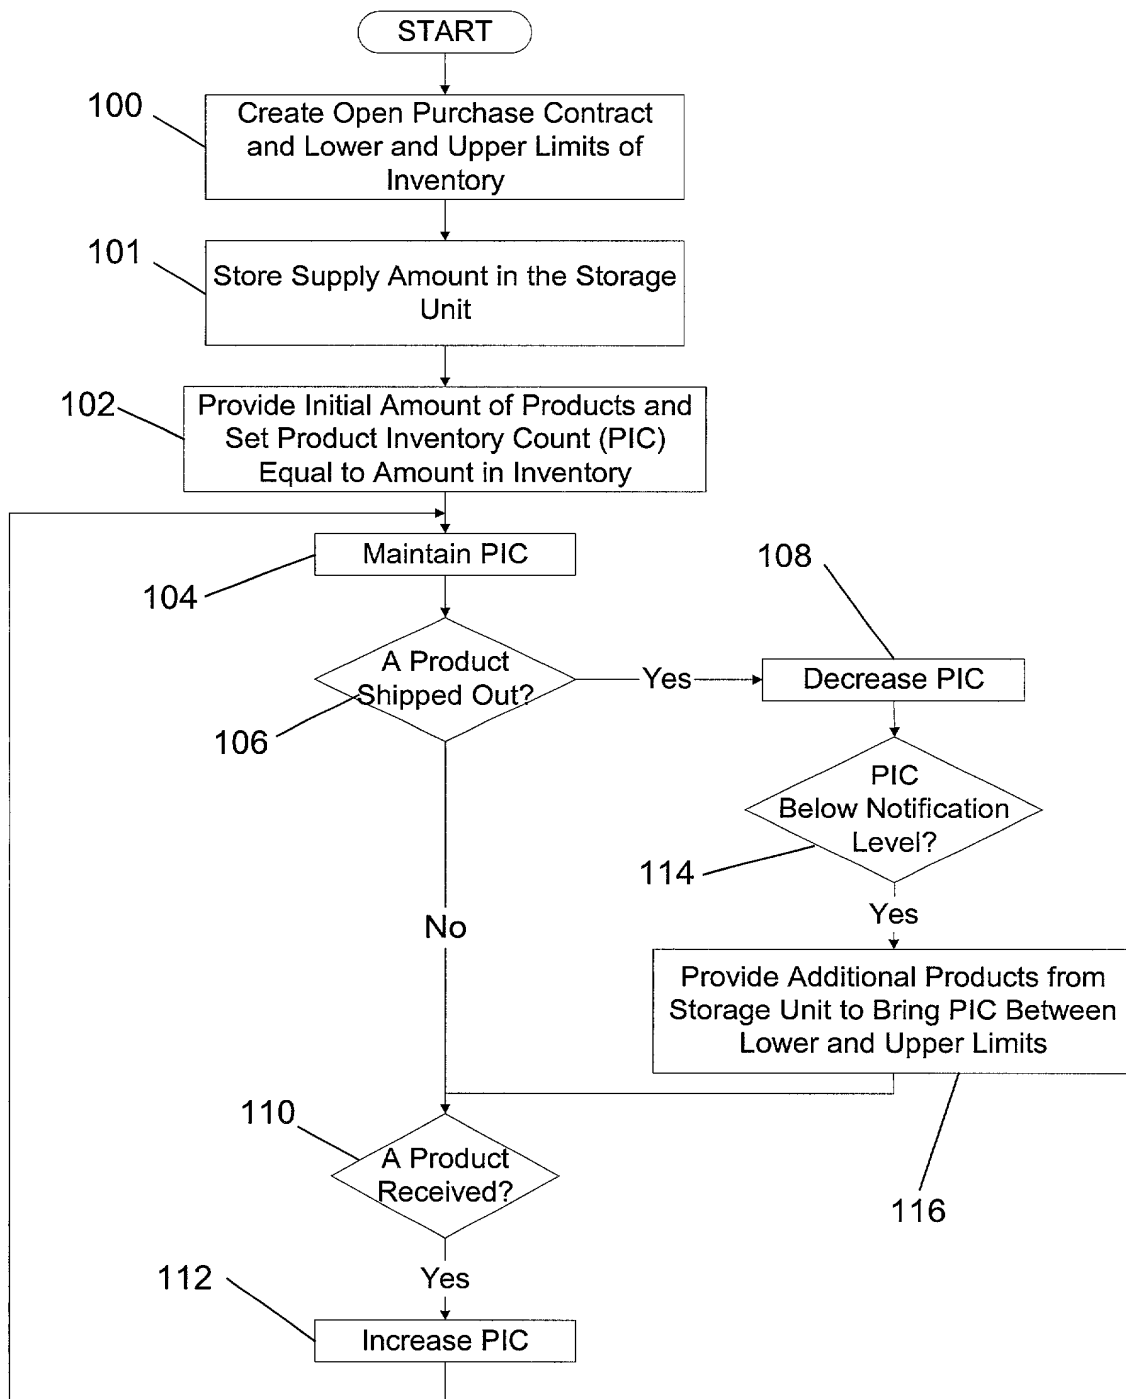 START
100
Create Open Purchase Contract
and Lower and Upper Limits of
Inventory
101
Store Supply Amount in the Storage
Unit
102
Provide Initial Amount of Products and
Set Product Inventory Count (PIC)
Equal to Amount in Inventory
Maintain PIC
104
108
A Product
Shipped Out?
106
Yes
Decrease PIC
PIC
Below Notification
Level?
114
Yes
No
Provide Additional Products from
Storage Unit to Bring PIC Between
Lower and Upper Limits
116
110
A Product
Received?
Yes
112
Increase PIC